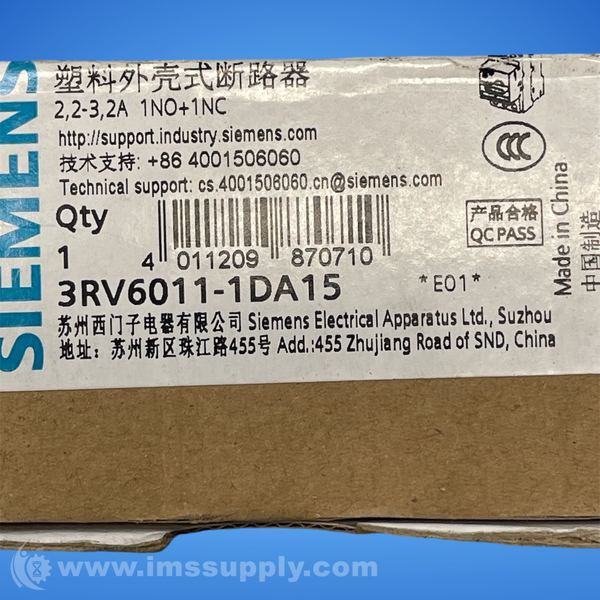 SIEMENS
塑料外壳式断路器
2,2-3,2A 1NO+1NC
http://support.industry.siemens.com
技术支持: +86 4001506060
Technical support: cs.4001506060.cn@siemens.com
Qty
1
4 011209 870710
3RV6011-1DA15
*E01*
CCC
产品合格
QC PASS
Made in China
中国制造
苏州西门子电器有限公司 Siemens Electrical Apparatus Ltd., Suzhou
地址: 苏州新区珠江路455号 Add.:455 Zhujiang Road of SND, China
© www.imssupply.com